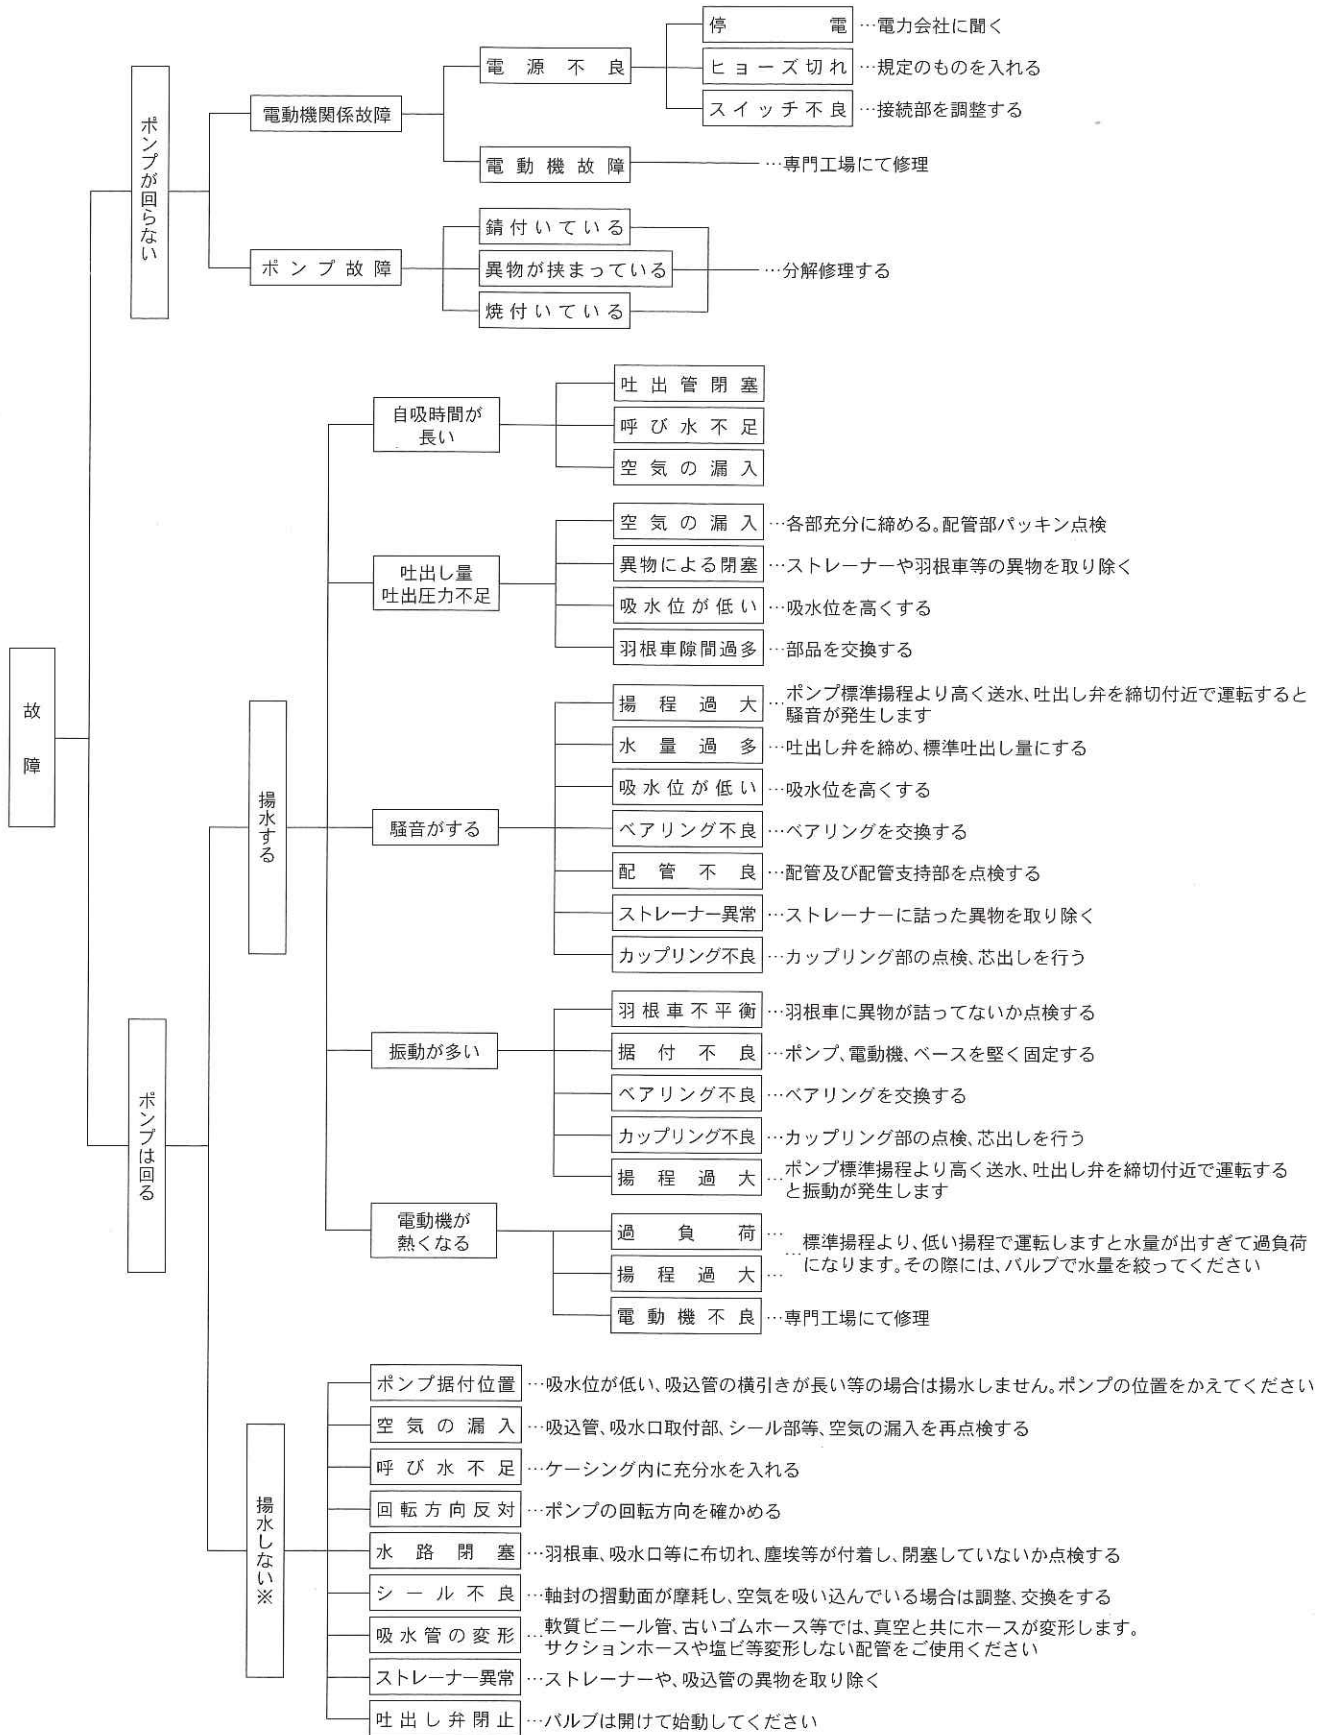 故障
ポンプが回らない
電動機関係故障
電源不良
停電 …電力会社に聞く
ヒョーズ切れ …規定のものを入れる
スイッチ不良 …接続部を調整する
電動機故障 …専門工場にて修理
ポンプ故障
錆付いている
異物が挟まっている …分解修理する
焼付いている
ポンプは回る
揚水する
自吸時間が
長い
吐出管閉塞
呼び水不足
空気の漏入
吐出し量
吐出圧力不足
空気の漏入 …各部充分に締める。配管部パッキン点検
異物による閉塞 …ストレーナーや羽根車等の異物を取り除く
吸水位が低い …吸水位を高くする
羽根車隙間過多 …部品を交換する
騒音がする
揚程過大 …ポンプ標準揚程より高く送水、吐出し弁を締切付近で運転すると
騒音が発生します
水量過多 …吐出し弁を締め、標準吐出し量にする
吸水位が低い …吸水位を高くする
ベアリング不良 …ベアリングを交換する
配管不良 …配管及び配管支持部を点検する
ストレーナー異常 …ストレーナーに詰った異物を取り除く
カップリング不良 …カップリング部の点検、芯出しを行う
振動が多い
羽根車不平衡 …羽根車に異物が詰ってないか点検する
据付不良 …ポンプ、電動機、ベースを堅く固定する
ベアリング不良 …ベアリングを交換する
カップリング不良 …カップリング部の点検、芯出しを行う
揚程過大 …ポンプ標準揚程より高く送水、吐出し弁を締切付近で運転する
と振動が発生します
電動機が
熱くなる
過負荷 …
揚程過大 …
…標準揚程より、低い揚程で運転しますと水量が出すぎて過負荷
になります。その際には、バルブで水量を絞ってください
電動機不良 …専門工場にて修理
揚水しない※
ポンプ据付位置 …吸水位が低い、吸込管の横引きが長い等の場合は揚水しません。ポンプの位置をかえてください
空気の漏入 …吸込管、吸水口取付部、シール部等、空気の漏入を再点検する
呼び水不足 …ケーシング内に充分水を入れる
回転方向反対 …ポンプの回転方向を確かめる
水路閉塞 …羽根車、吸水口等に布切れ、塵埃等が付着し、閉塞していないか点検する
シール不良 …軸封の摺動面が摩耗し、空気を吸い込んでいる場合は調整、交換をする
吸水管の変形 …軟質ビニール管、古いゴムホース等では、真空と共にホースが変形します。
サクションホースや塩ビ等変形しない配管をご使用ください
ストレーナー異常 …ストレーナーや、吸込管の異物を取り除く
吐出し弁閉止 …バルブは開けて始動してください